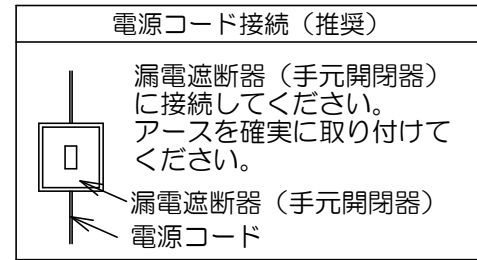 電源コード接続（推奨）
漏電遮断器（手元開閉器）
に接続してください。
アースを確実に取り付けて
ください。
漏電遮断器（手元開閉器）
電源コード